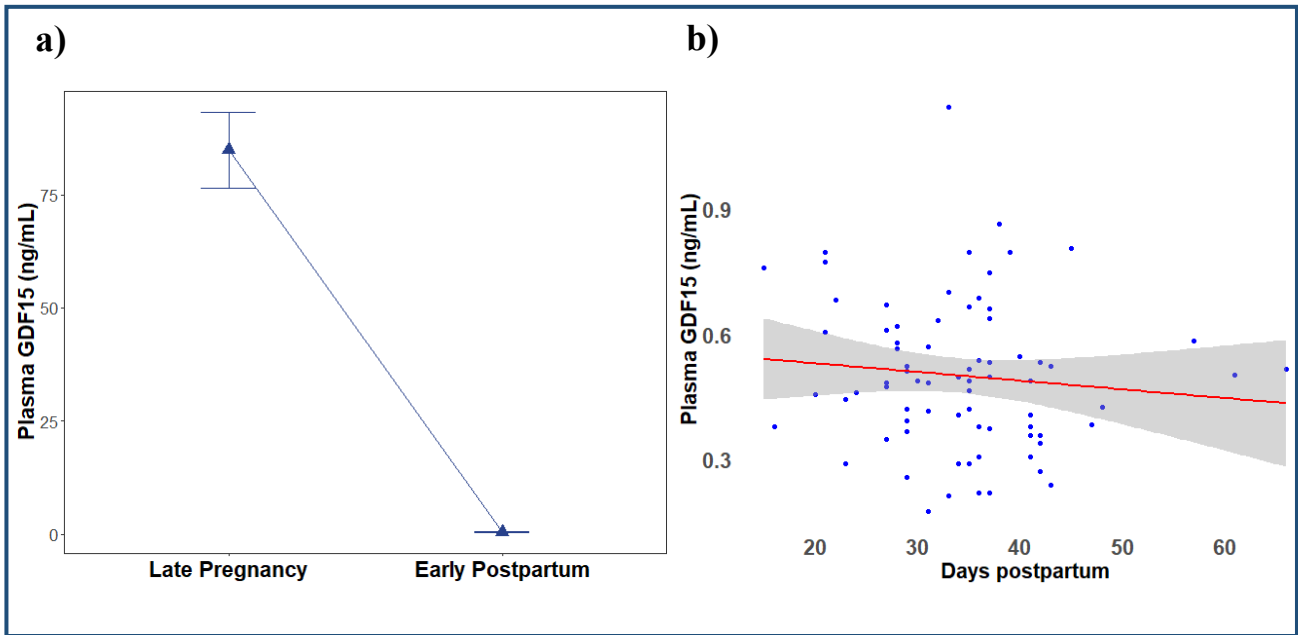 a)
Plasma GDF15 (ng/mL)
75
50
25
0
Late Pregnancy Early Postpartum
b)
Plasma GDF15 (ng/mL)
0.9
0.6
0.3
20 30 40 50 60
Days postpartum